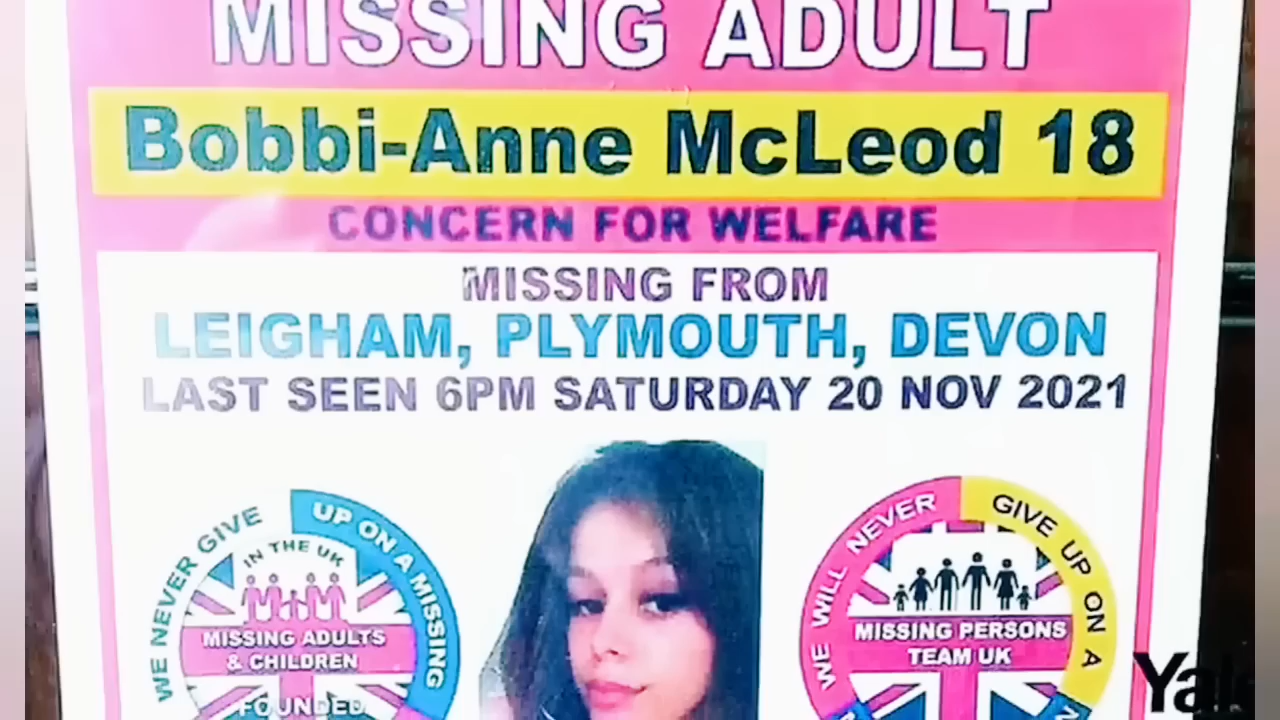 MISSING ADULT
Bobbi-Anne McLeod 18
CONCERN FOR WELFARE
MISSING FROM
LEIGHAM, PLYMOUTH, DEVON
LAST SEEN 6PM SATURDAY 20 NOV 2021
WE NEVER GIVE UP ON A MISSING
IN THE UK
MISSING ADULTS
& CHILDREN
FOUNDED
WE WILL NEVER GIVE UP ON A
MISSING PERSONS
TEAM UK